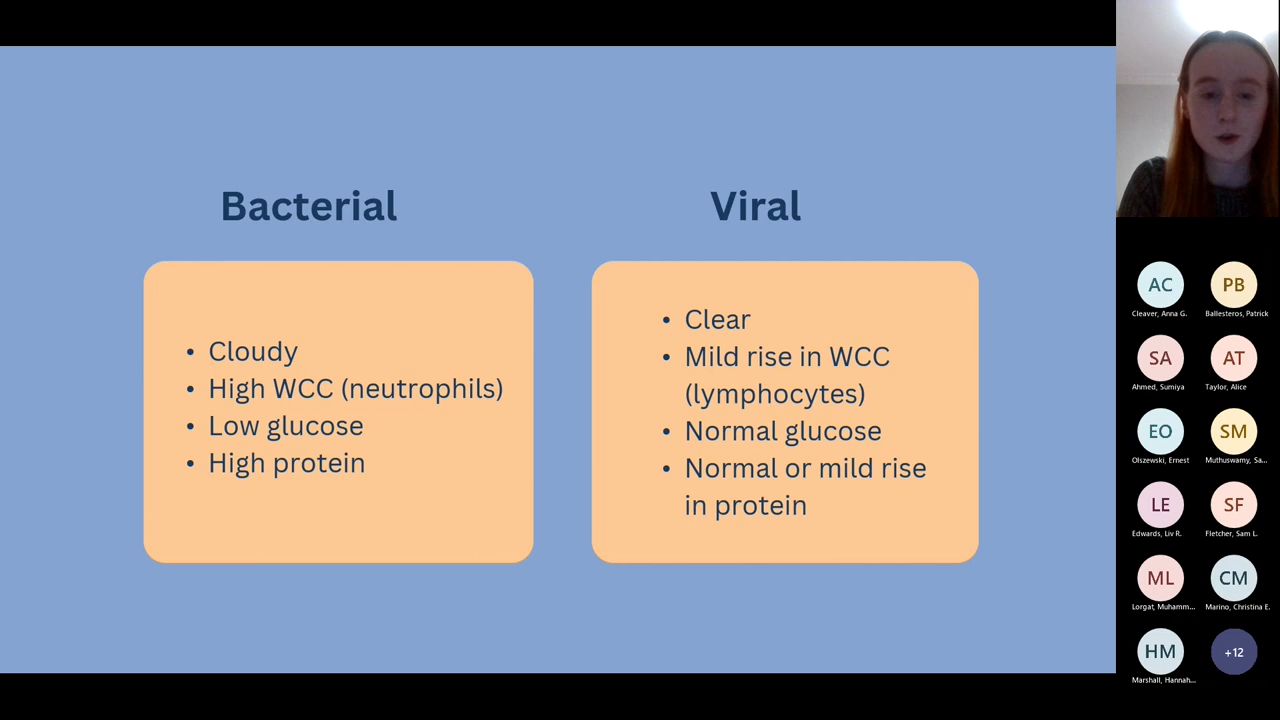 Bacterial
Cloudy
High WCC (neutrophils)
Low glucose
High protein
Viral
Clear
Mild rise in WCC
(lymphocytes)
Normal glucose
Normal or mild rise
in protein
AC
Cleaver, Anna G.
PB
Ballesteros, Patrick
SA
Ahmed, Sumiya
AT
Taylor, Alice
EO
Olszewski, Ernest
SM
Muthuswamy, Sa...
LE
Edwards, Liv R.
SF
Fletcher, Sam L.
ML
Lorgat, Muhamm...
CM
Marino, Christina E.
HM
Marshall, Hannah...
+12